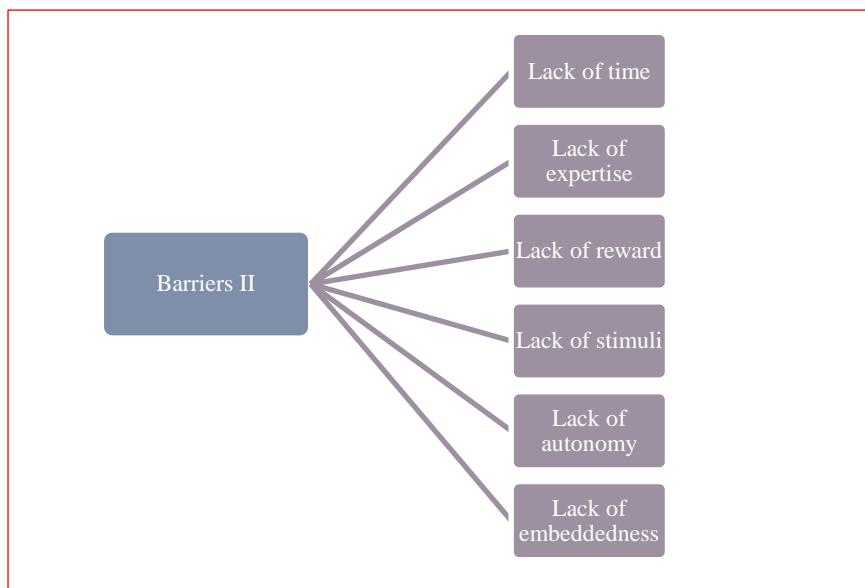 Barriers II
Lack of time
Lack of
expertise
Lack of reward
Lack of stimuli
Lack of
autonomy
Lack of
embeddedness